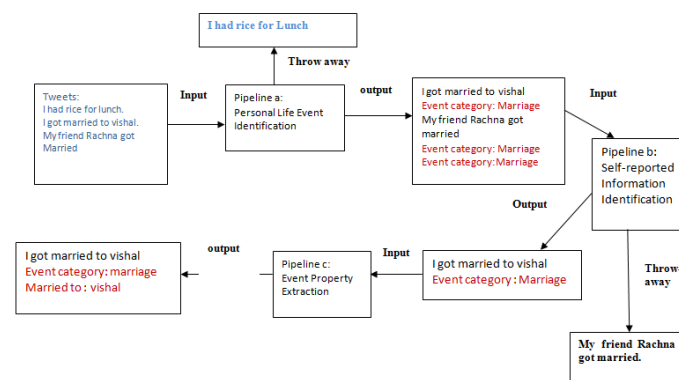 I had rice for Lunch
Throw away
Tweets:
I had rice for lunch.
I got married to vishal.
My friend Rachna got
Married
Input
Pipeline a:
Personal Life Event
Identification
output
I got married to vishal
Event category: Marriage
My friend Rachna got
married
Event category: Marriage
Event category: Marriage
Input
Pipeline b:
Self-reported
Information
Identification
Output
Throw
away
My friend Rachna
got married.
I got married to vishal
Event category : Marriage
Input
Pipeline c:
Event Property
Extraction
output
I got married to vishal
Event category: marriage
Married to : vishal